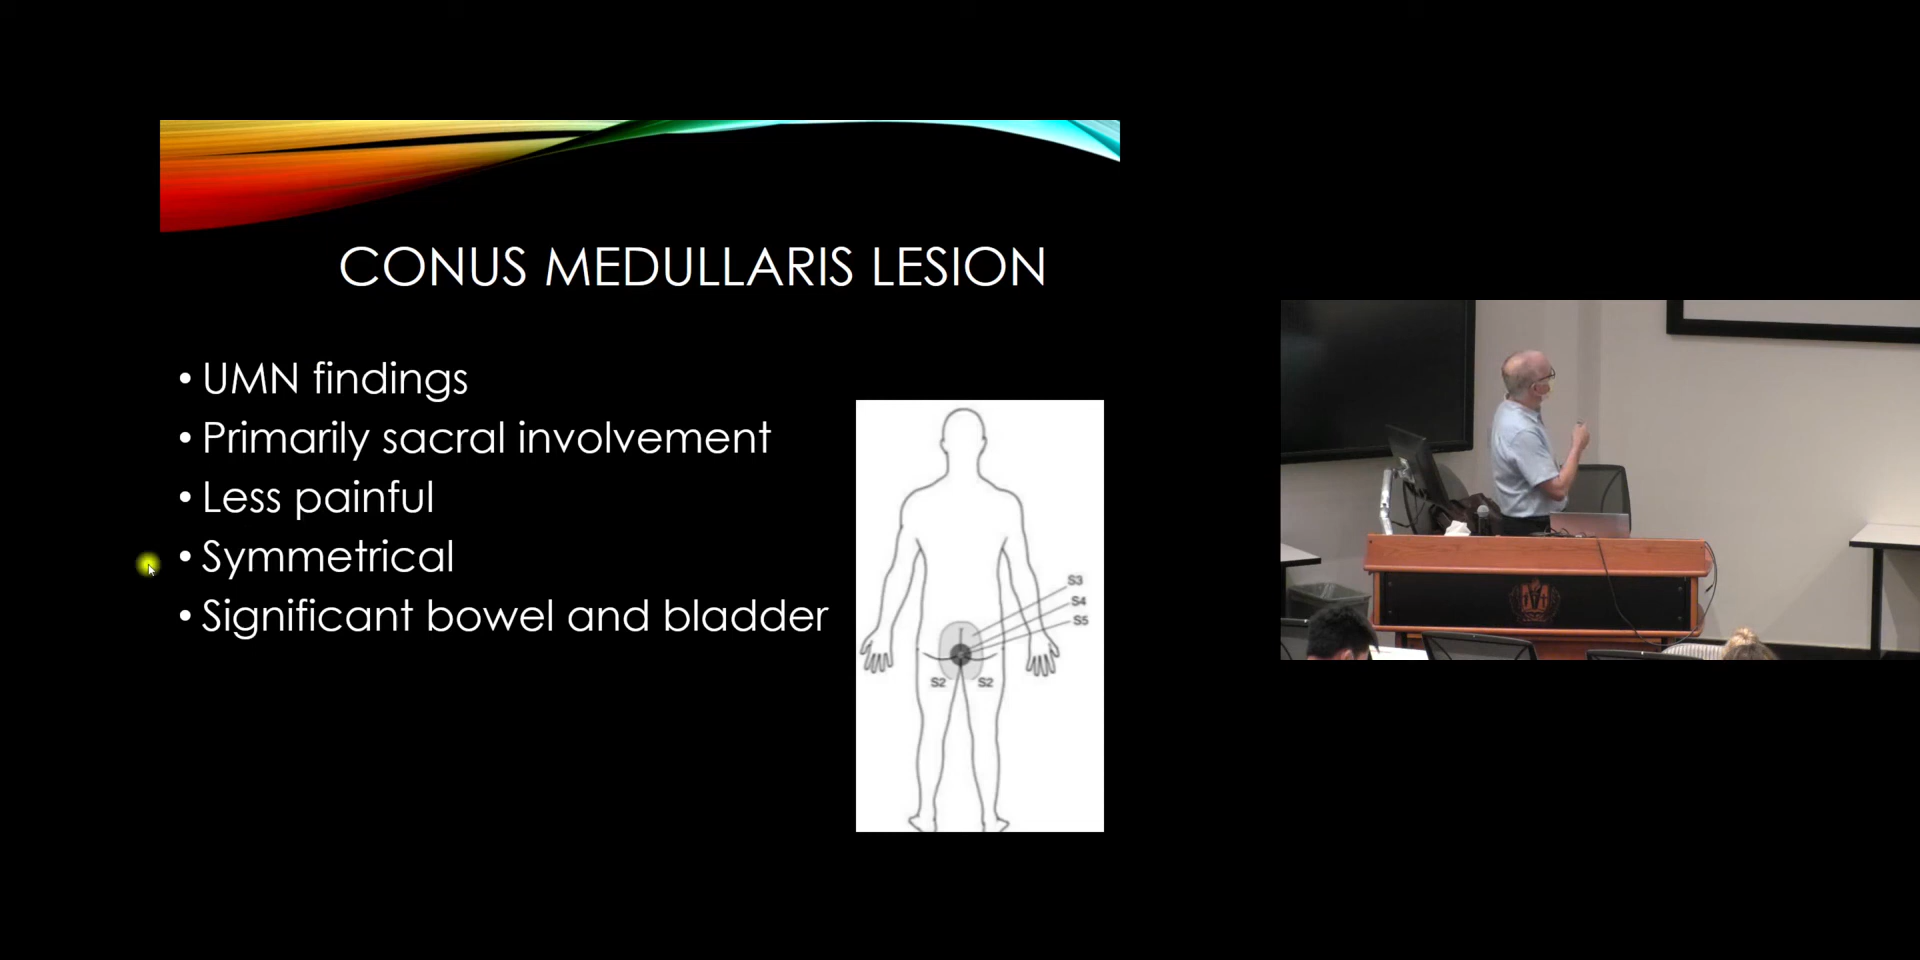 CONUS MEDULLARIS LESION
• UMN findings
• Primarily sacral involvement
• Less painful
• Symmetrical
• Significant bowel and bladder
S3
S4
S5
S2 S2